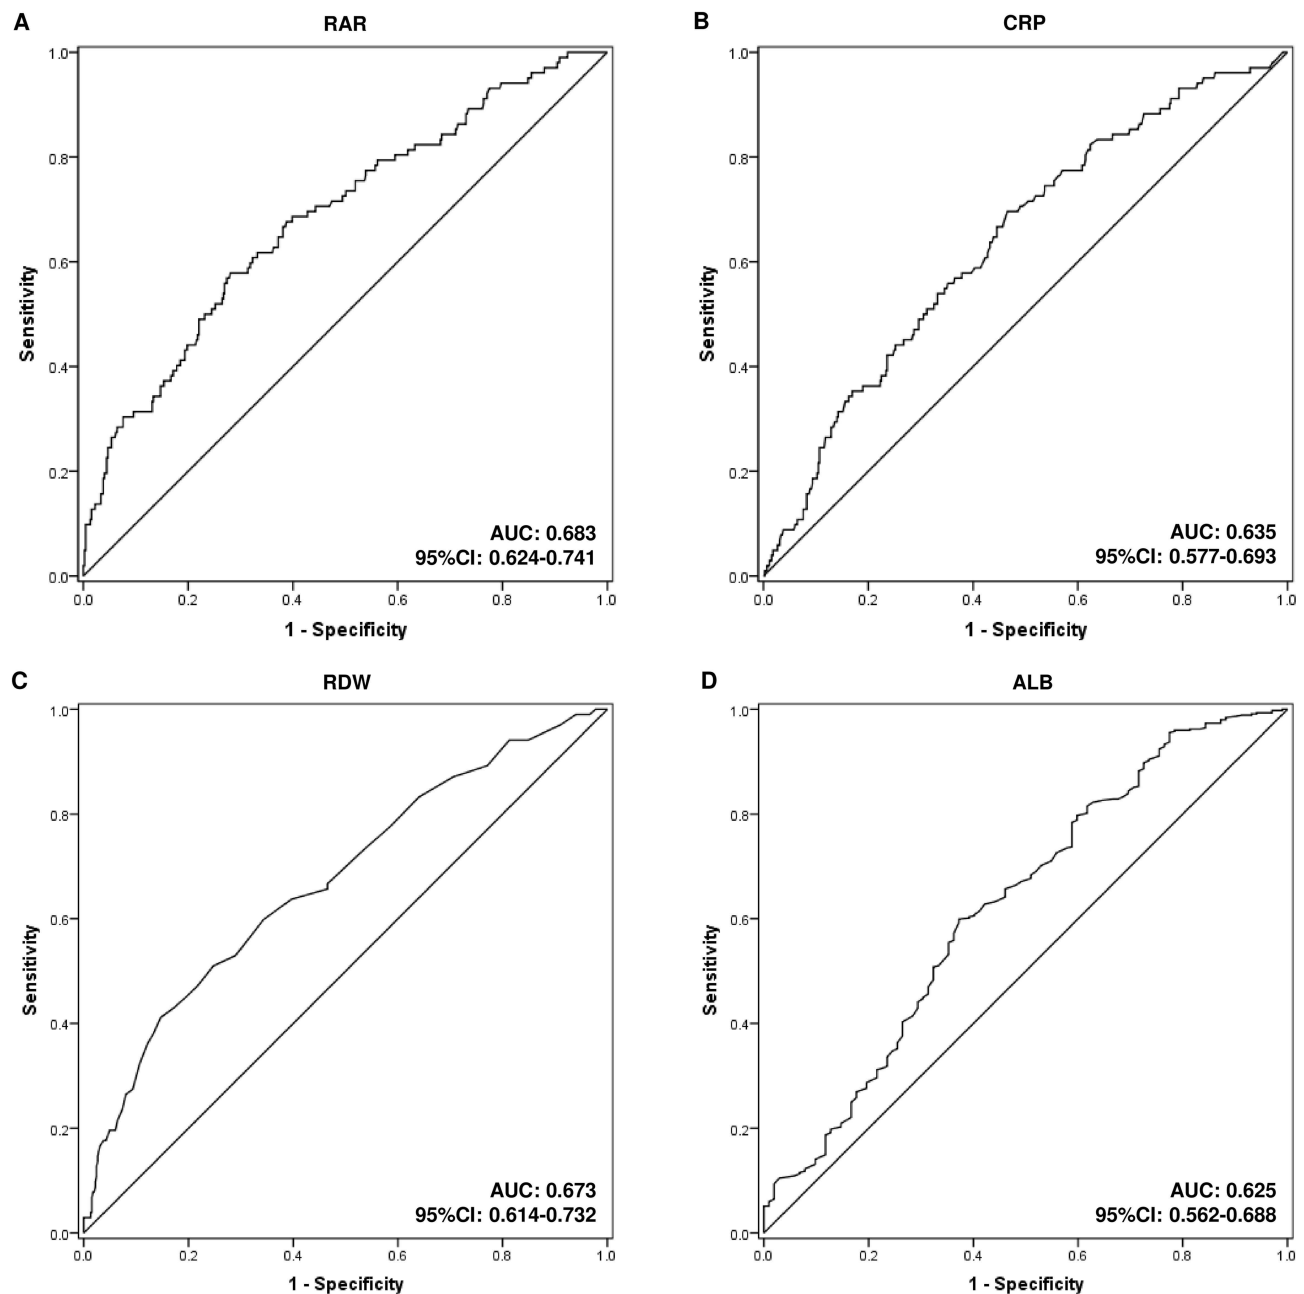 A
RAR
1.0
0.8
0.6
0.4
0.2
0.0
Sensitivity
0.0 0.2 0.4 0.6 0.8 1.0
1 - Specificity
AUC: 0.683
95%CI: 0.624-0.741
B
CRP
1.0
0.8
0.6
0.4
0.2
0.0
Sensitivity
0.0 0.2 0.4 0.6 0.8 1.0
1 - Specificity
AUC: 0.635
95%CI: 0.577-0.693
C
RDW
1.0
0.8
0.6
0.4
0.2
0.0
Sensitivity
0.0 0.2 0.4 0.6 0.8 1.0
1 - Specificity
AUC: 0.673
95%CI: 0.614-0.732
D
ALB
1.0
0.8
0.6
0.4
0.2
0.0
Sensitivity
0.0 0.2 0.4 0.6 0.8 1.0
1 - Specificity
AUC: 0.625
95%CI: 0.562-0.688